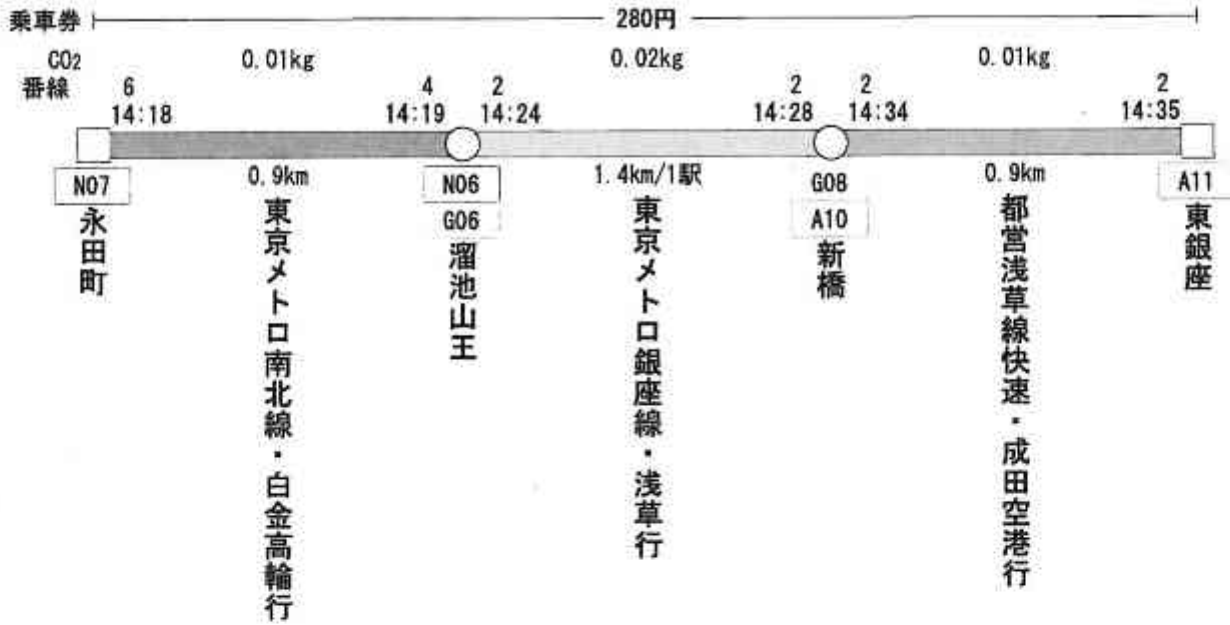 乗車券 280円
CO2 0.01kg 0.02kg 0.01kg
番線 6 4 2 2 2 2
14:18 14:19 14:24 14:28 14:34 14:35
N07 0.9km N06 1.4km/1駅 G08 0.9km A11
G06 A10
永田町
東京メトロ南北線・白金高輪行
溜池山王
東京メトロ銀座線・浅草行
新橋
都営浅草線快速・成田空港行
東銀座